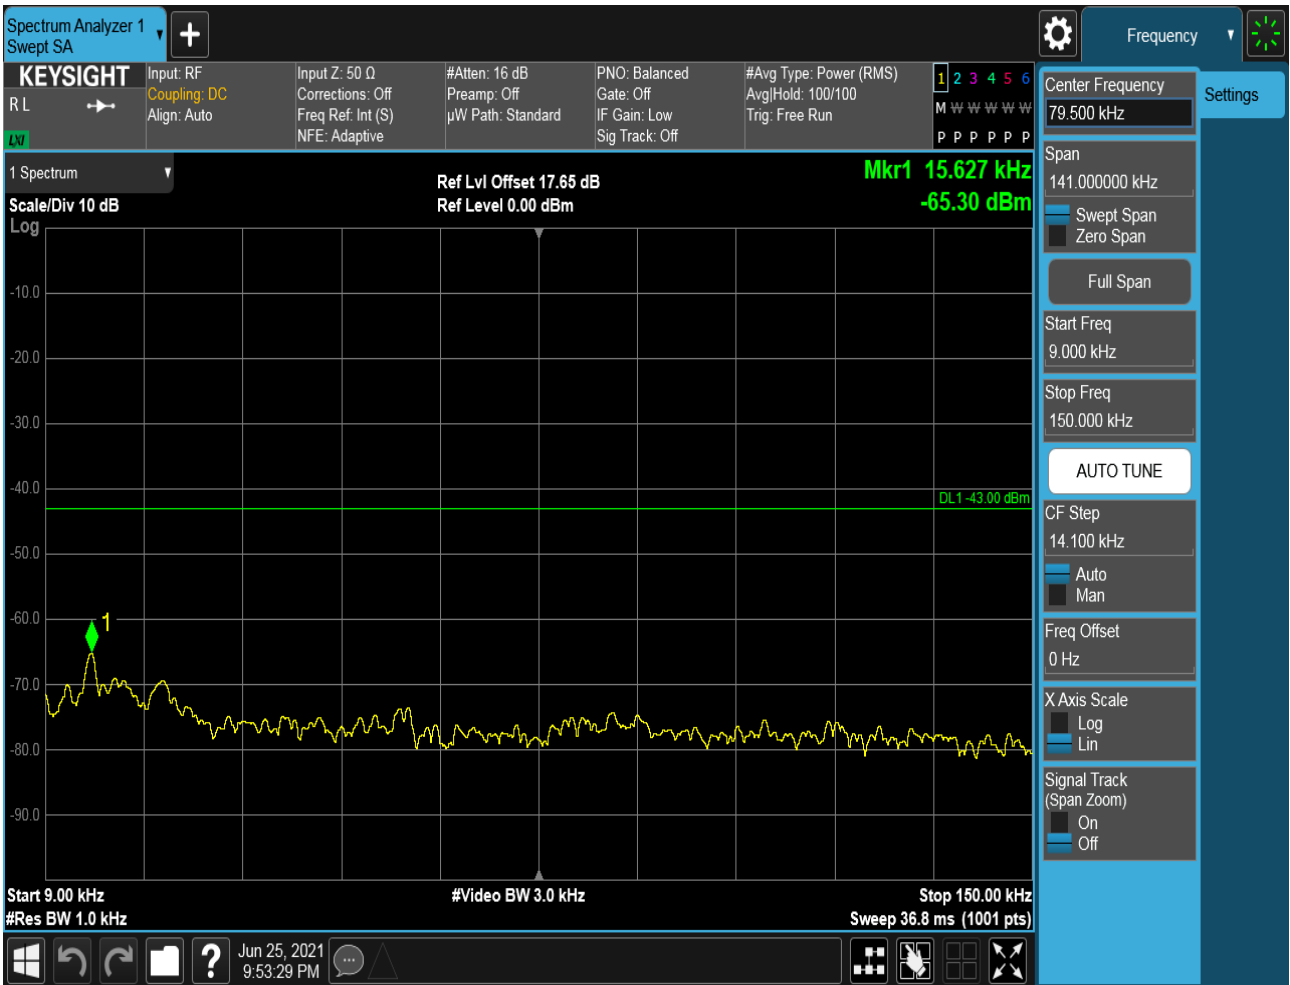 Spectrum Analyzer 1
Swept SA
Frequency
KEYSIGHT
R L
LXI
Input: RF
Coupling: DC
Align: Auto
Input Z: 50 Ω
Corrections: Off
Freq Ref: Int (S)
NFE: Adaptive
#Atten: 16 dB
Preamp: Off
µW Path: Standard
PNO: Balanced
Gate: Off
IF Gain: Low
Sig Track: Off
#Avg Type: Power (RMS)
Avg|Hold: 100/100
Trig: Free Run
1 2 3 4 5 6
M W W W W W
P P P P P P
Center Frequency
79.500 kHz
Settings
Span
141.000000 kHz
Swept Span
Zero Span
Full Span
Start Freq
9.000 kHz
Stop Freq
150.000 kHz
AUTO TUNE
CF Step
14.100 kHz
Auto
Man
Freq Offset
0 Hz
X Axis Scale
Log
Lin
Signal Track
(Span Zoom)
On
Off
1 Spectrum
Scale/Div 10 dB
Log
Ref Lvl Offset 17.65 dB
Ref Level 0.00 dBm
Mkr1 15.627 kHz
-65.30 dBm
-10.0
-20.0
-30.0
-40.0
DL1 -43.00 dBm
-50.0
-60.0
1
-70.0
-80.0
-90.0
Start 9.00 kHz
#Video BW 3.0 kHz
Stop 150.00 kHz
#Res BW 1.0 kHz
Sweep 36.8 ms (1001 pts)
?
Jun 25, 2021
9:53:29 PM